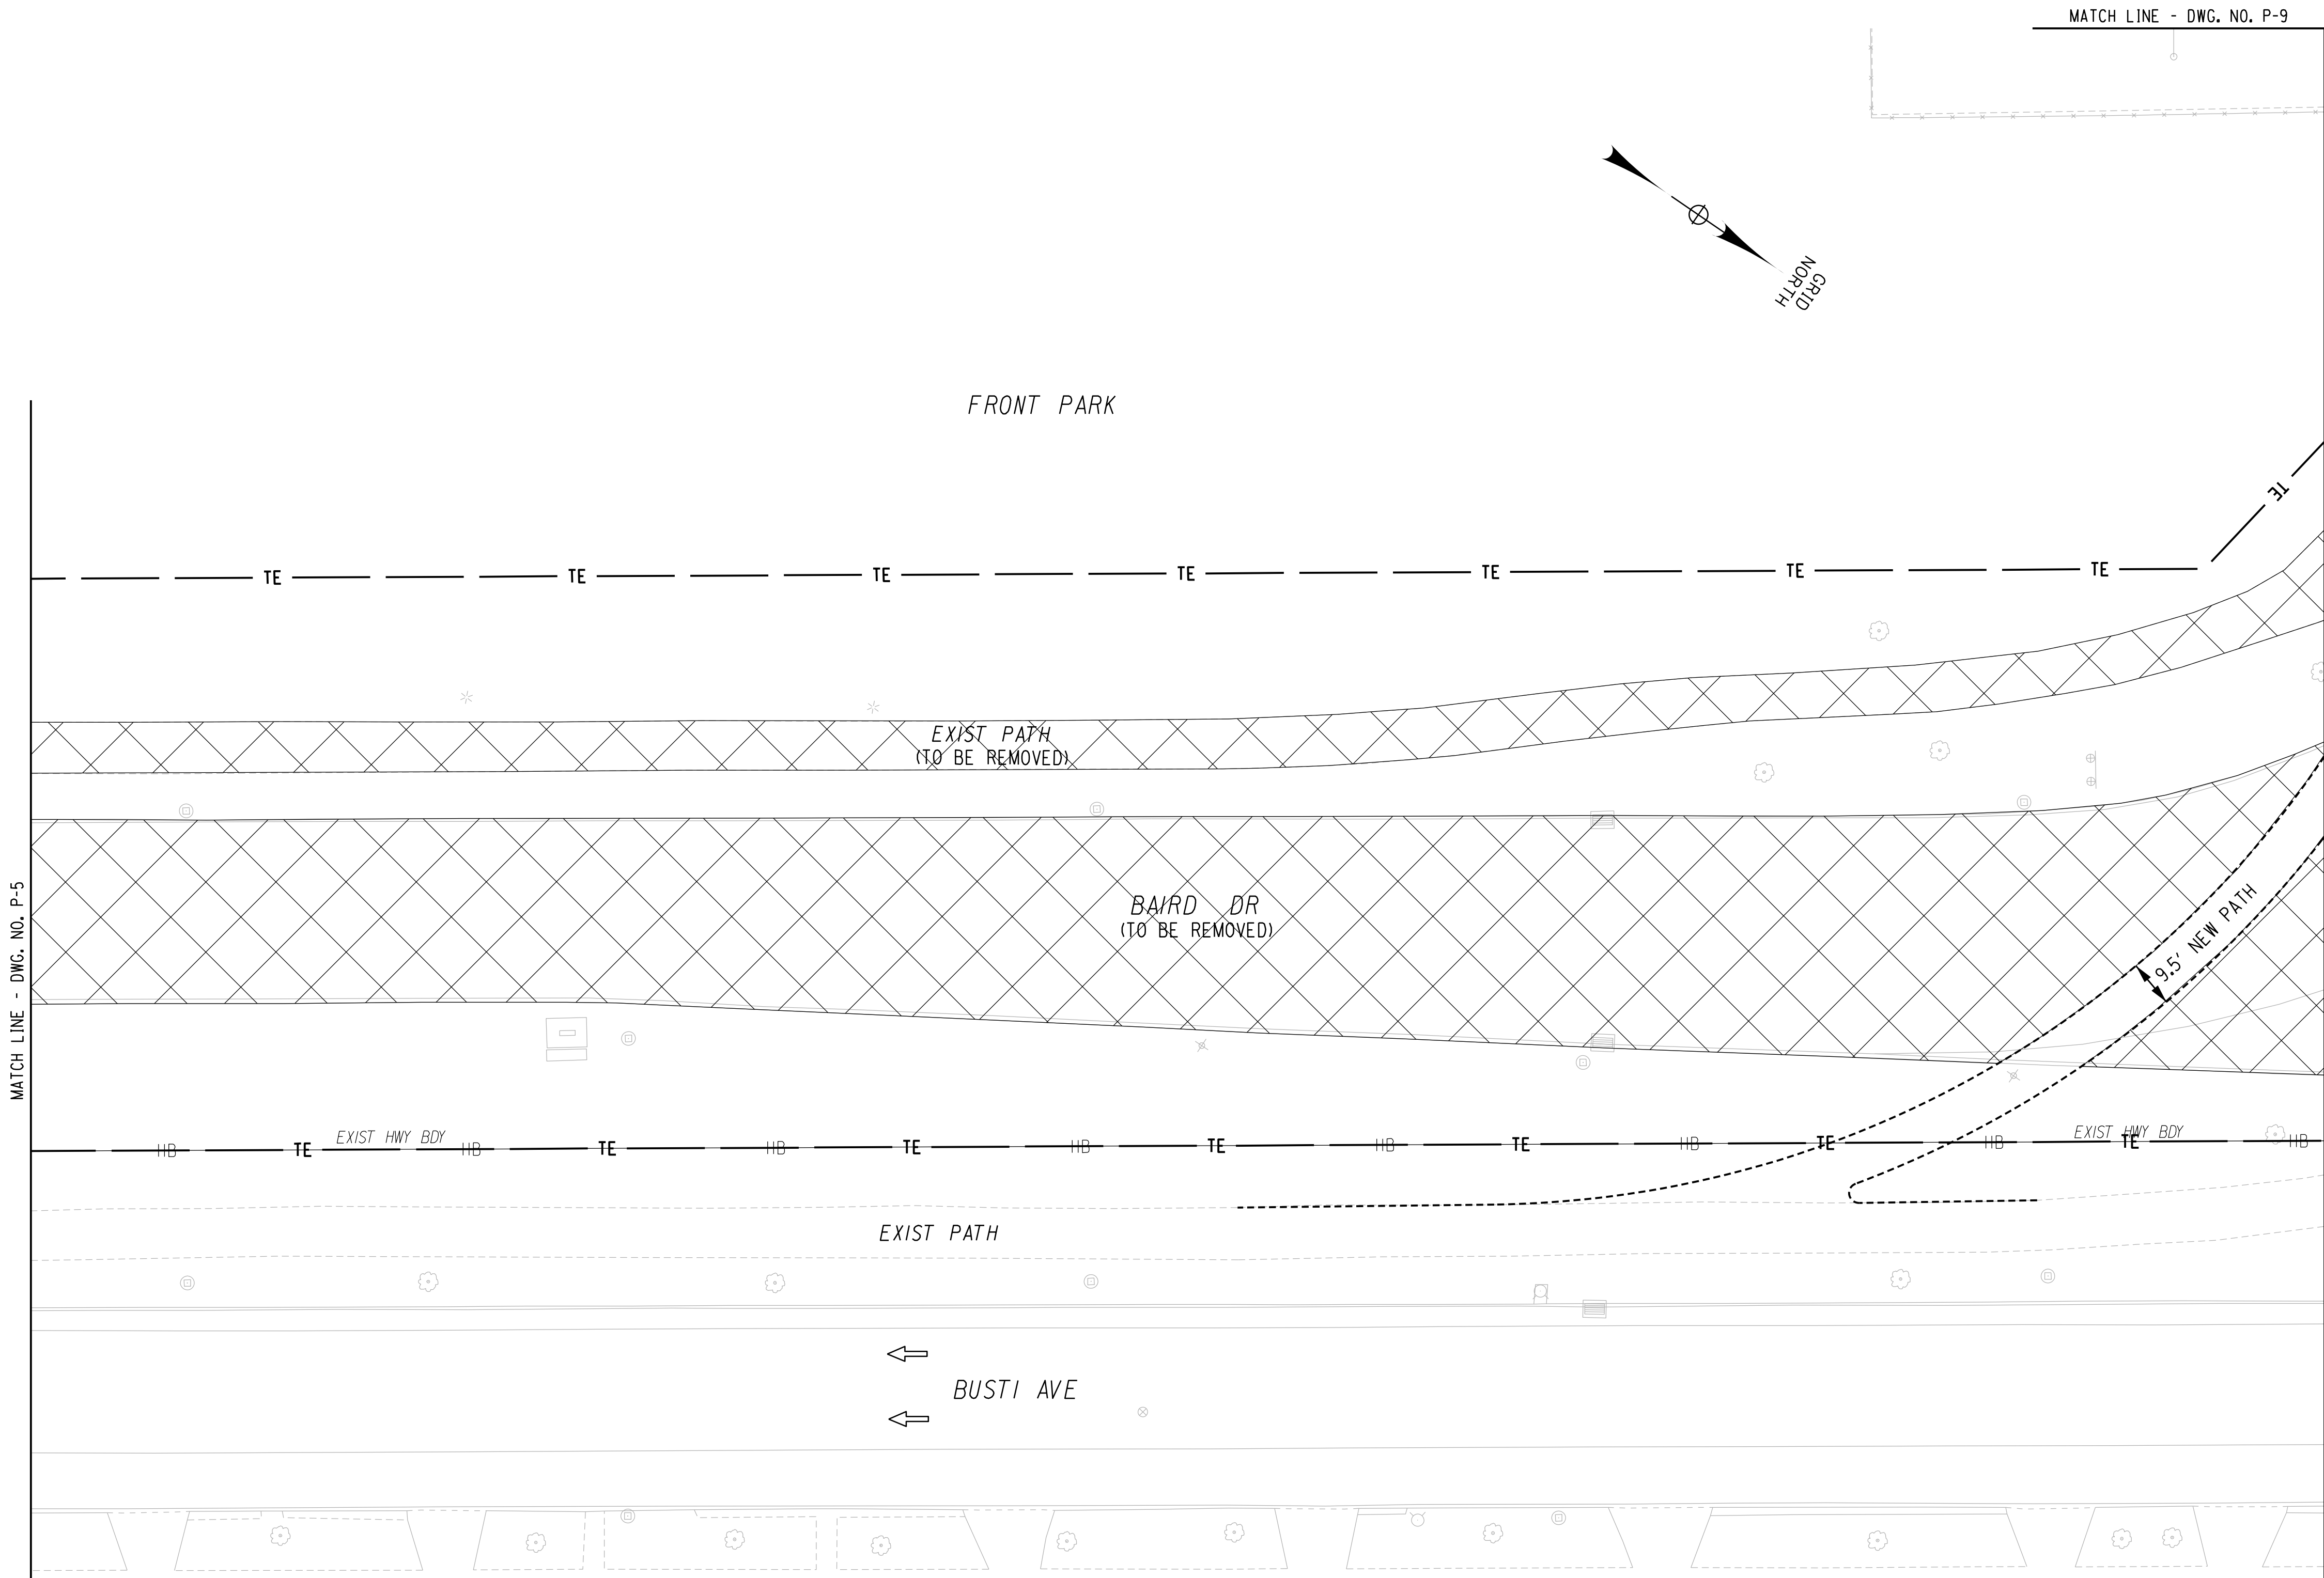 MATCH LINE - DWG. NO. P-9
GRID
NORTH
FRONT PARK
TE
TE TE TE TE TE TE TE
EXIST PATH
(TO BE REMOVED)
BAIRD DR
(TO BE REMOVED)
9.5' NEW PATH
MATCH LINE - DWG. NO. P-5
EXIST HWY BDY
EXIST HWY BDY
HB TE HB TE HB TE HB TE HB TE HB TE HB TE HB
EXIST PATH
BUSTI AVE